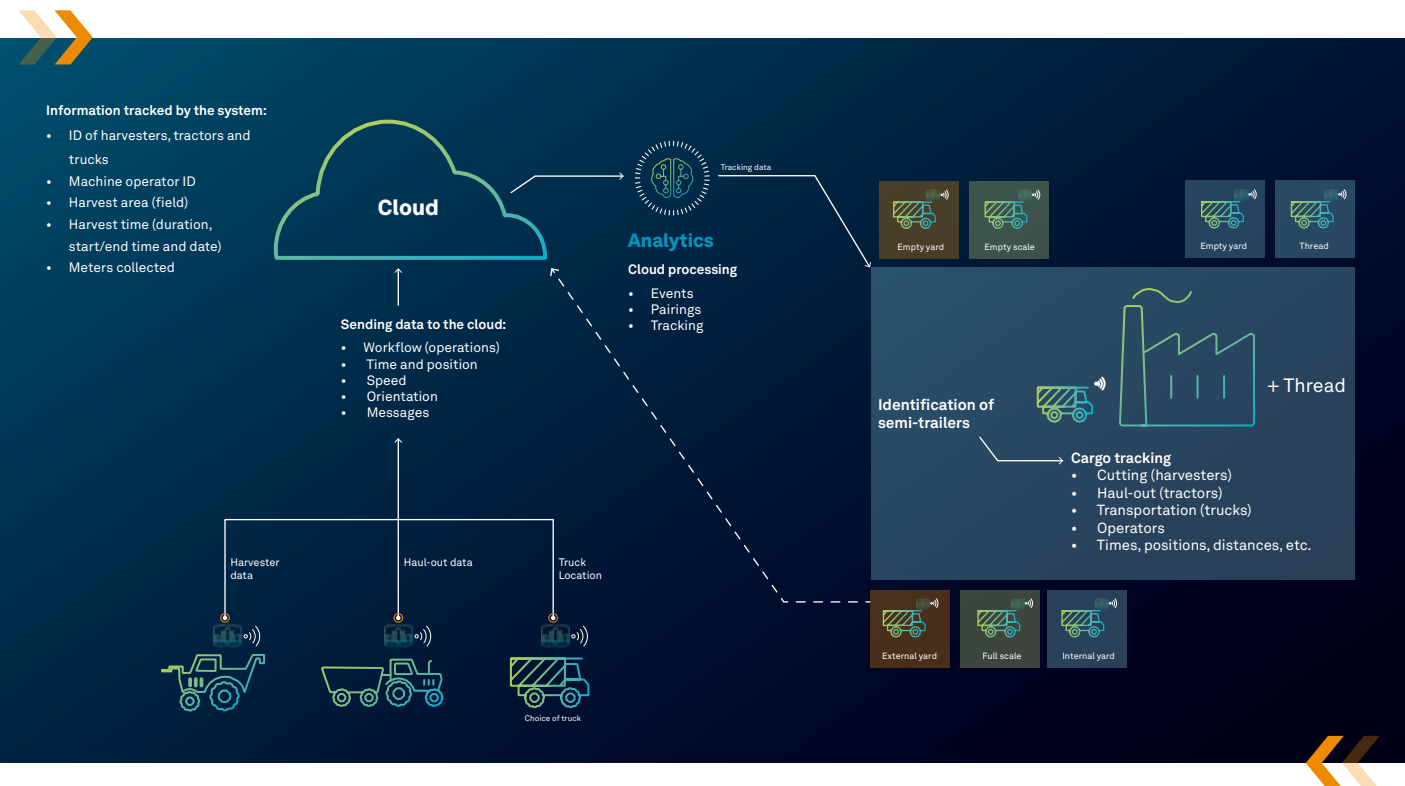 Information tracked by the system:
• ID of harvesters, tractors and
trucks
• Machine operator ID
• Harvest area (field)
• Harvest time (duration,
start/end time and date)
• Meters collected
Cloud
Sending data to the cloud:
• Workflow (operations)
• Time and position
• Speed
• Orientation
• Messages
Harvester
data
Haul-out data
Truck
Location
Choice of truck
Analytics
Cloud processing
• Events
• Pairings
• Tracking
Tracking data
Empty yard
Empty scale
Empty yard
Thread
+ Thread
Identification of
semi-trailers
Cargo tracking
• Cutting (harvesters)
• Haul-out (tractors)
• Transportation (trucks)
• Operators
• Times, positions, distances, etc.
External yard
Full scale
Internal yard